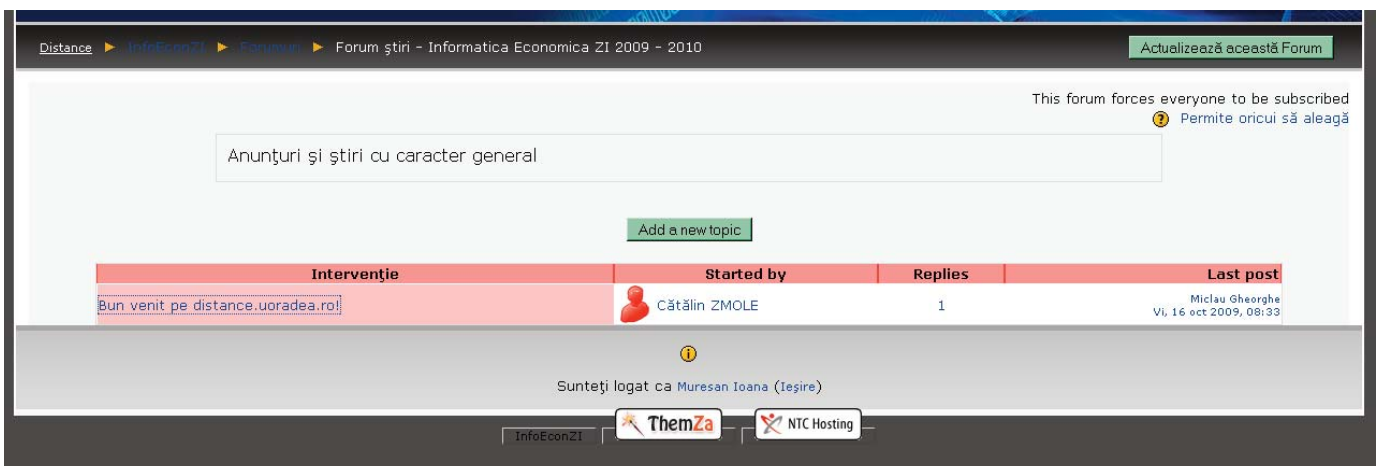 Distance ► InfoEconZI ► Forumuri ► Forum ştiri - Informatica Economica ZI 2009 - 2010
Actualizează această Forum
This forum forces everyone to be subscribed
Permite oricui să aleagă
Anunţuri şi ştiri cu caracter general
Add a new topic
Intervenţie Started by Replies Last post
Bun venit pe distance.uoradea.ro! Cătălin ZMOLE 1 Miclau Gheorghe
Vi, 16 oct 2009, 08:33
Sunteţi logat ca Muresan Ioana (Ieşire)
InfoEconZI ThemZa NTC Hosting